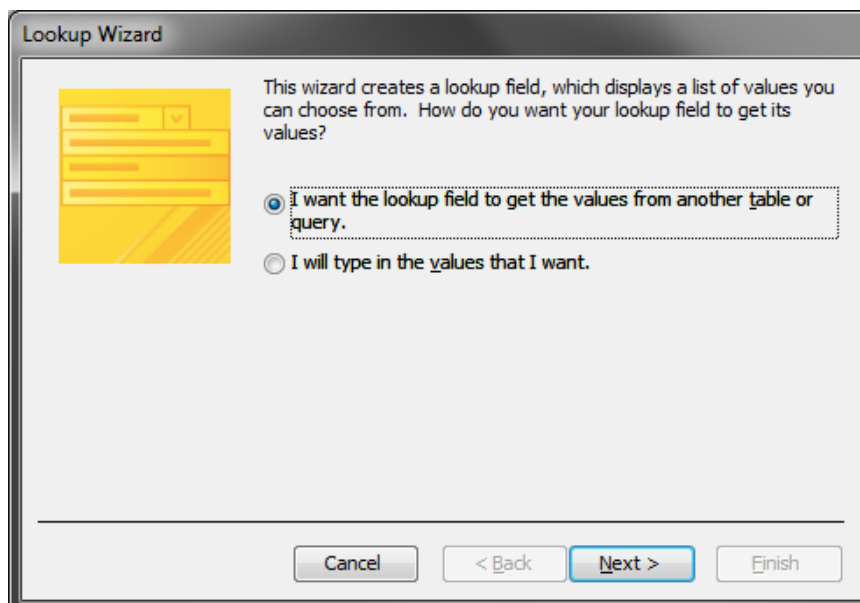 Lookup Wizard
This wizard creates a lookup field, which displays a list of values you
can choose from. How do you want your lookup field to get its
values?
I want the lookup field to get the values from another table or
query.
I will type in the values that I want.
Cancel
< Back
Next >
Finish